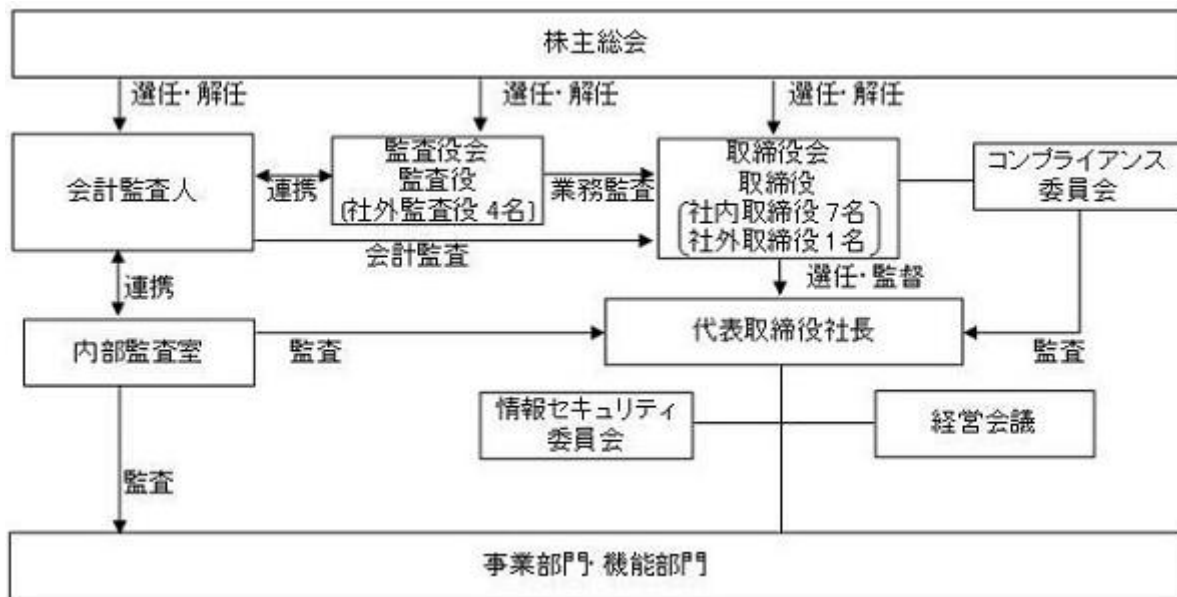 株主総会
選任・解任
選任・解任
選任・解任
会計監査人
連携
監査役会
監査役
(社外監査役 4名)
業務監査
取締役会
取締役
(社内取締役 7名)
(社外取締役 1名)
コンプライアンス
委員会
会計監査
連携
選任・監督
内部監査室
監査
代表取締役社長
監査
情報セキュリティ
委員会
経営会議
監査
事業部門・機能部門